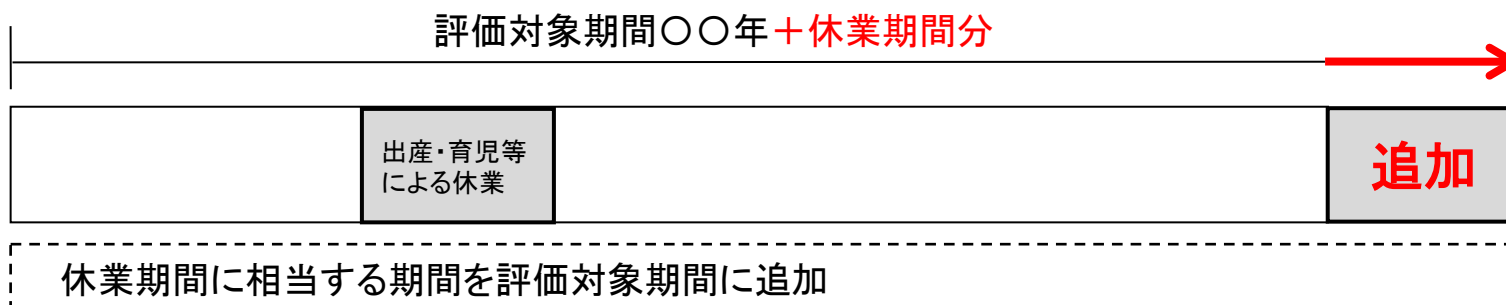 評価対象期間〇〇年＋休業期間分
出産・育児等
による休業
追加
休業期間に相当する期間を評価対象期間に追加